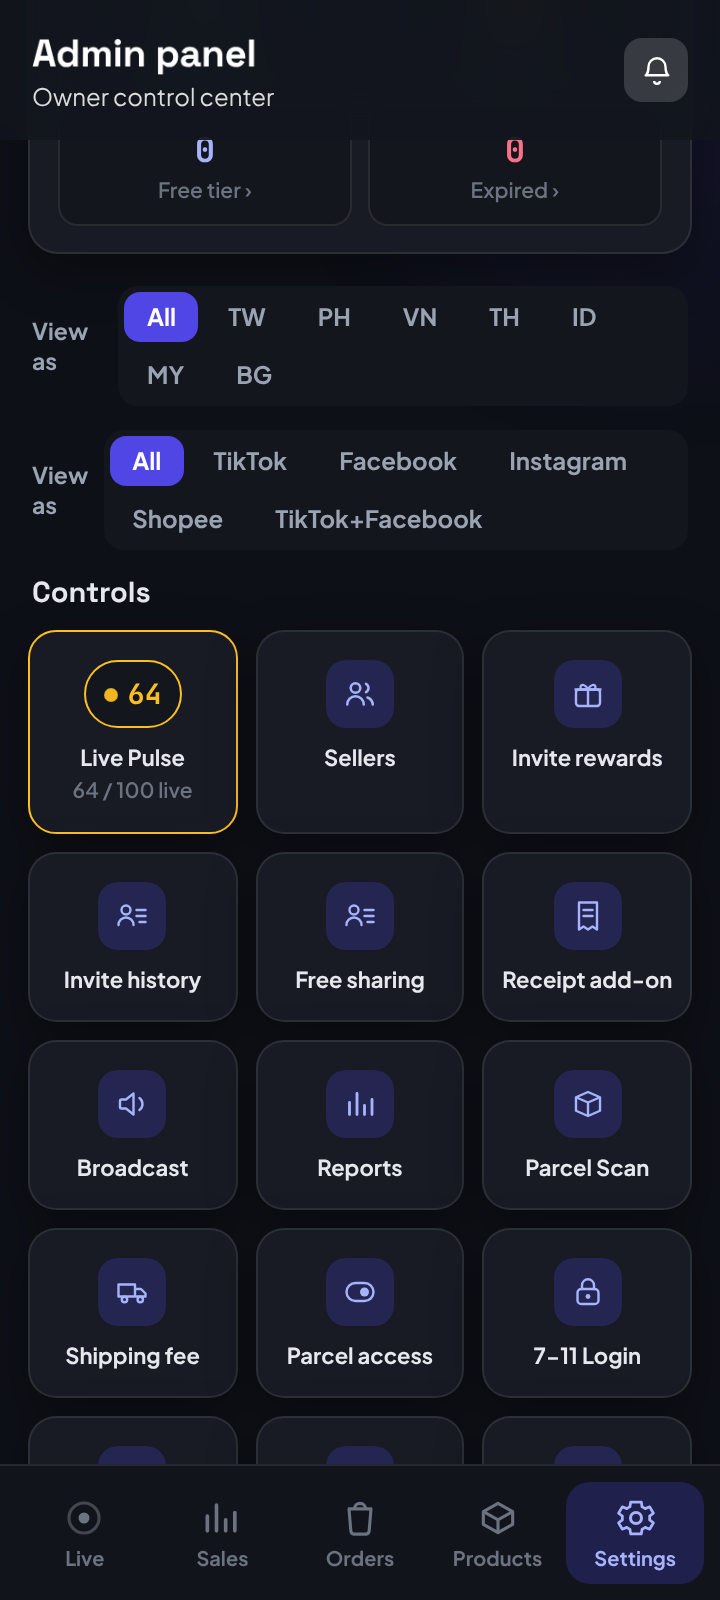 Admin panel
Owner control center
0 0
Free tier › Expired ›
View as
All TW PH VN TH ID
MY BG
View as
All TikTok Facebook Instagram
Shopee TikTok+Facebook
Controls
64
Live Pulse Sellers Invite rewards
64 / 100 live
Invite history Free sharing Receipt add-on
Broadcast Reports Parcel Scan
Shipping fee Parcel access 7-11 Login
Live Sales Orders Products Settings